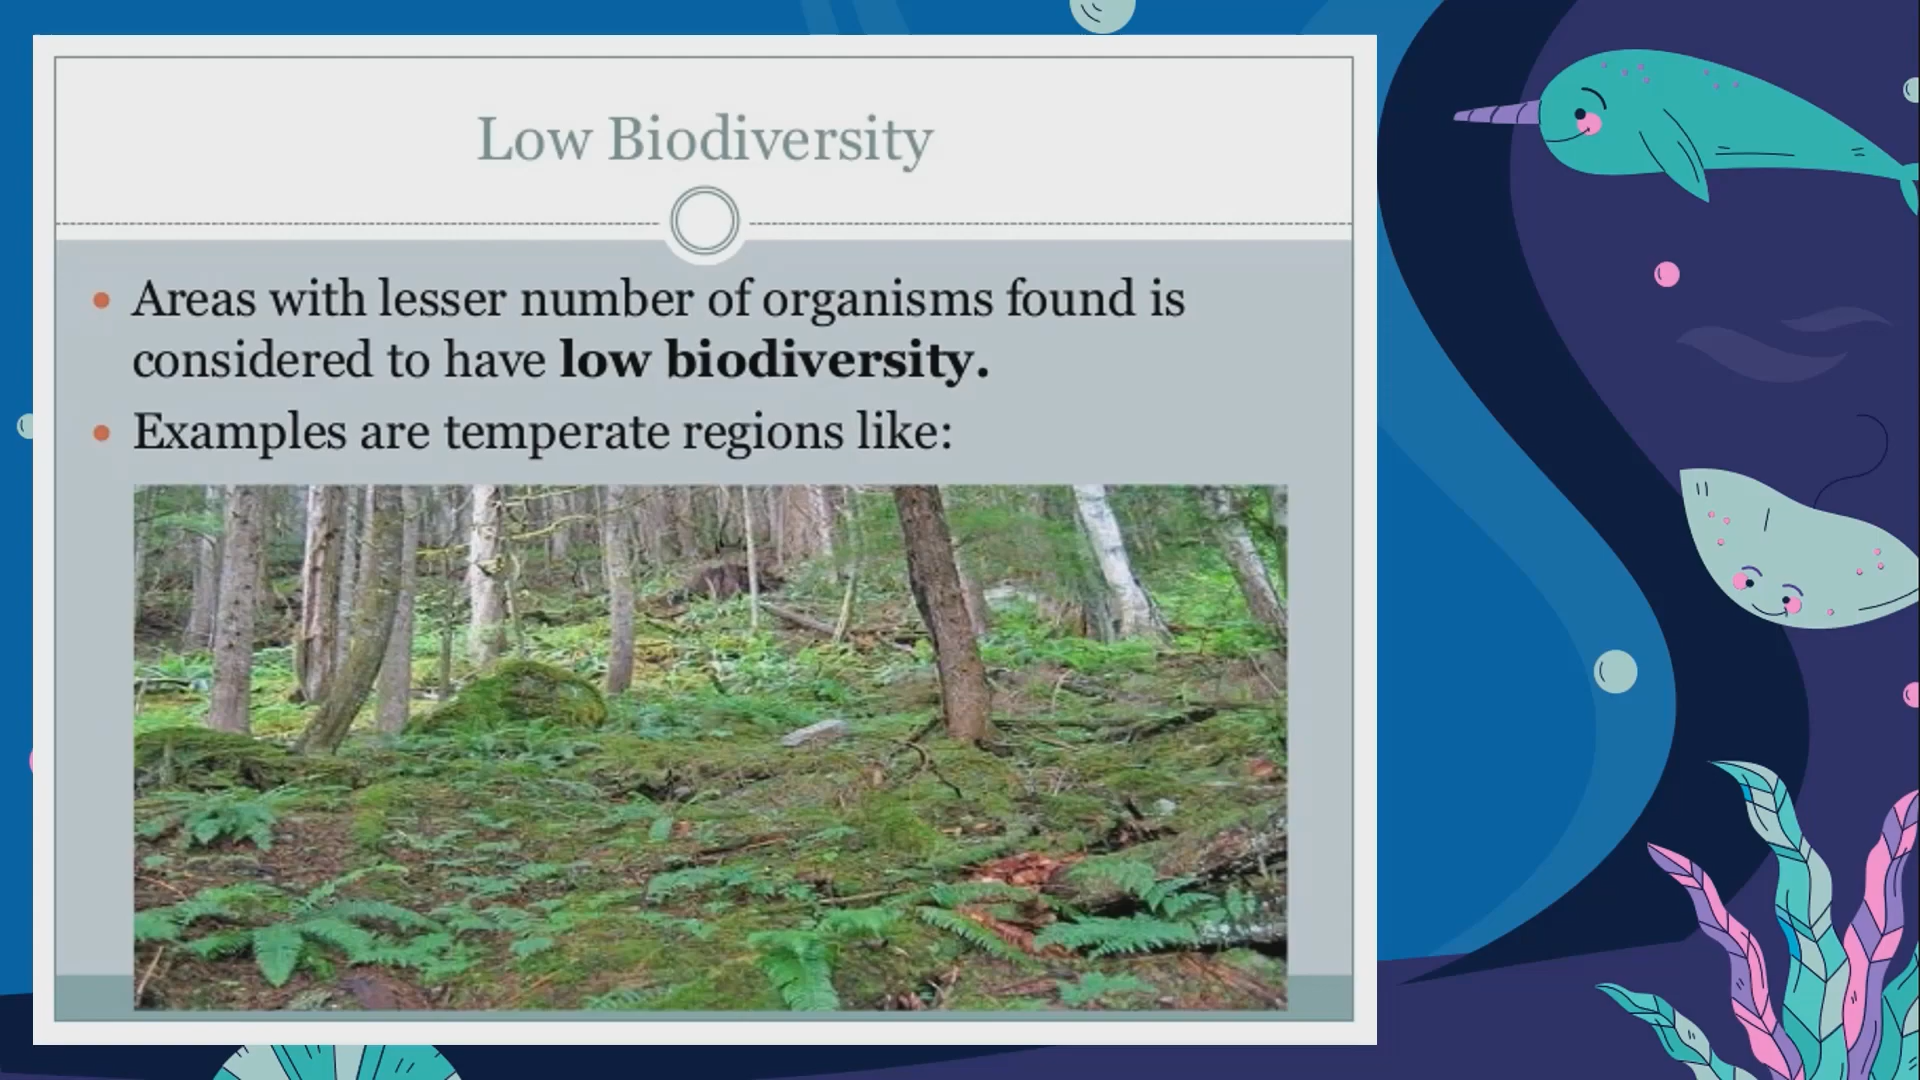 Low Biodiversity
Areas with lesser number of organisms found is
considered to have low biodiversity.
Examples are temperate regions like: